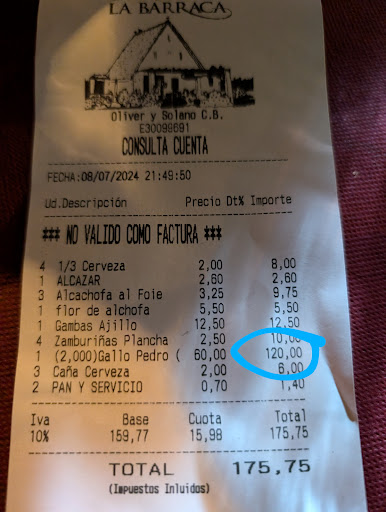 LA BARRACA
Oliver y Solano C.B.
E30099691
CONSULTA CUENTA
FECHA:08/07/2024 21:49:50
Ud.Descripción Precio Dt% Importe
### NO VALIDO COMO FACTURA ###
4 1/3 Cerveza 2,00 8,00
1 ALCAZAR 2,60 2,60
3 Alcachofa al Foie 3,25 9,75
1 flor de alchofa 5,50 5,50
1 Gambas Ajillo 12,50 12,50
4 Zamburiñas Plancha 2,50 10,00
1 (2,000)Gallo Pedro ( 60,00 120,00
3 Caña Cerveza 2,00 6,00
2 PAN Y SERVICIO 0,70 1,40
Iva Base Cuota Total
10% 159,77 15,98 175,75
TOTAL 175,75
(Impuestos Inluidos)